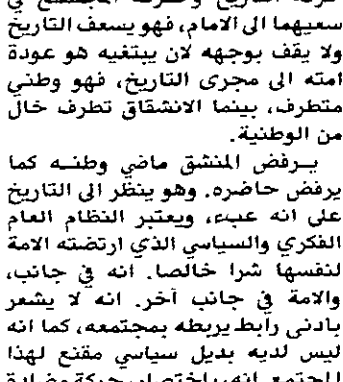 حركة التاريخ وحركة المجتمع في
سعيهما الى الامام، فهو يسعف التاريخ
ولا يقف بوجهه لان يبتغيه هو عودة
امته الى مجرى التاريخ، فهو وطني
متطرف، بينما الانشقاق تطرف خال
من الوطنية.
يرفض المنشق ماضي وطنه كما
يرفض حاضره. وهو ينظر الى التاريخ
على انه عبء، ويعتبر النظام العام
الفكري والسياسي الذي ارتضته الامة
لنفسها شرا خالصا. انه في جانب،
والامة في جانب آخر. انه لا يشعر
بادنى رابط يربطه بمجتمعه، كما انه
ليس لديه بديل سياسي مقنع لهذا
المجتمع انه، باختصار، حركة مضادة